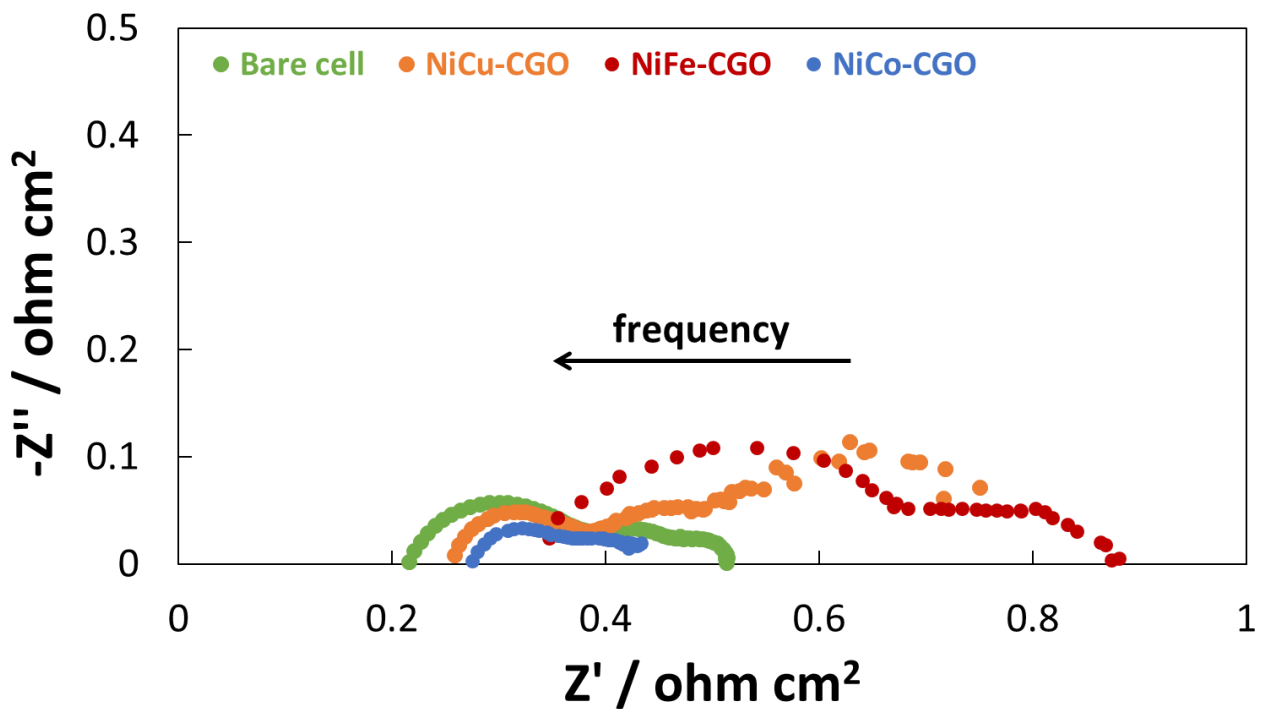 0.5
Bare cell NiCu-CGO NiFe-CGO NiCo-CGO
0.4
0.3
0.2
frequency
0.1
0
0 0.2 0.4 0.6 0.8 1
-Z'' / ohm cm²
Z' / ohm cm²